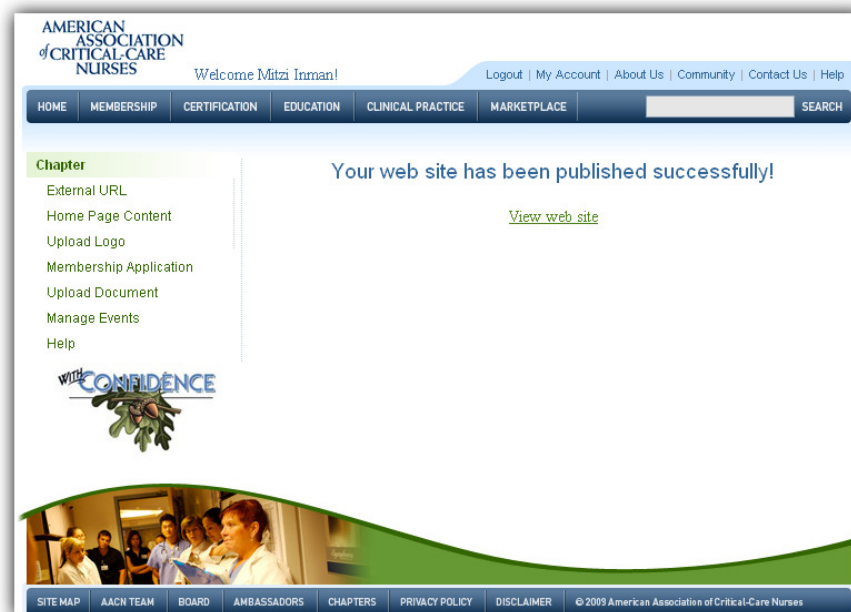 AMERICAN
ASSOCIATION
of CRITICAL-CARE
NURSES
Welcome Mitzi Inman!
Logout | My Account | About Us | Community | Contact Us | Help
HOME MEMBERSHIP CERTIFICATION EDUCATION CLINICAL PRACTICE MARKETPLACE SEARCH
Chapter
External URL
Home Page Content
Upload Logo
Membership Application
Upload Document
Manage Events
Help
Your web site has been published successfully!
View web site
WITH CONFIDENCE
SITE MAP AACN TEAM BOARD AMBASSADORS CHAPTERS PRIVACY POLICY DISCLAIMER © 2009 American Association of Critical-Care Nurses